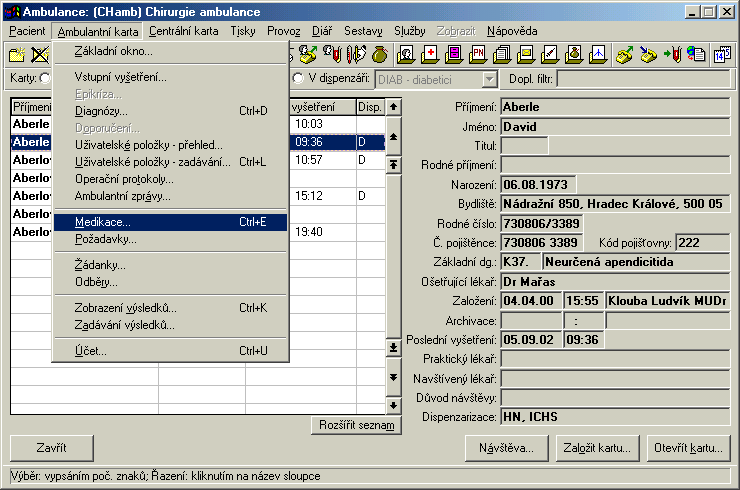 Ambulance: (CHamb) Chirurgie ambulance
Pacient Ambulantní karta Centrální karta Tisky Provoz Diář Sestavy Služby Zobrazit Nápověda
Karty: V dispenzáři: DIAB - diabetici Dopl. filtr:
Základní okno...
Vstupní vyšetření...
Epikríza...
Diagnózy... Ctrl+D
Doporučení...
Uživatelské položky - přehled...
Uživatelské položky - zadávání... Ctrl+L
Operační protokoly...
Ambulantní zprávy...
Medikace... Ctrl+E
Požadavky...
Žádanky...
Odběry...
Zobrazení výsledků... Ctrl+K
Zadávání výsledků...
Účet... Ctrl+U
Příjmení vyšetření Disp.
Aberle 10:03
Aberle 09:36 D
Aberlov 10:57 D
Aberlov
Aberlov 15:12 D
Aberlov
Aberlov 19:40
Rozšířit seznam
Příjmení: Aberle
Jméno: David
Titul:
Rodné příjmení:
Narození: 06.08.1973
Bydliště: Nádražní 850, Hradec Králové, 500 05
Rodné číslo: 730806/3389
Č. pojištěnce: 730806 3389 Kód pojišťovny: 222
Základní dg.: K37. Neurčená apendicitida
Ošetřující lékař: Dr Mařas
Založení: 04.04.00 15:55 Klouba Ludvík MUDr
Archivace: :
Poslední vyšetření: 05.09.02 09:36
Praktický lékař:
Navštívený lékař:
Důvod návštěvy:
Dispenzarizace: HN, ICHS
Zavřít Návštěva... Založit kartu... Otevřít kartu...
Výběr: vypsáním poč. znaků; Řazení: kliknutím na název sloupce